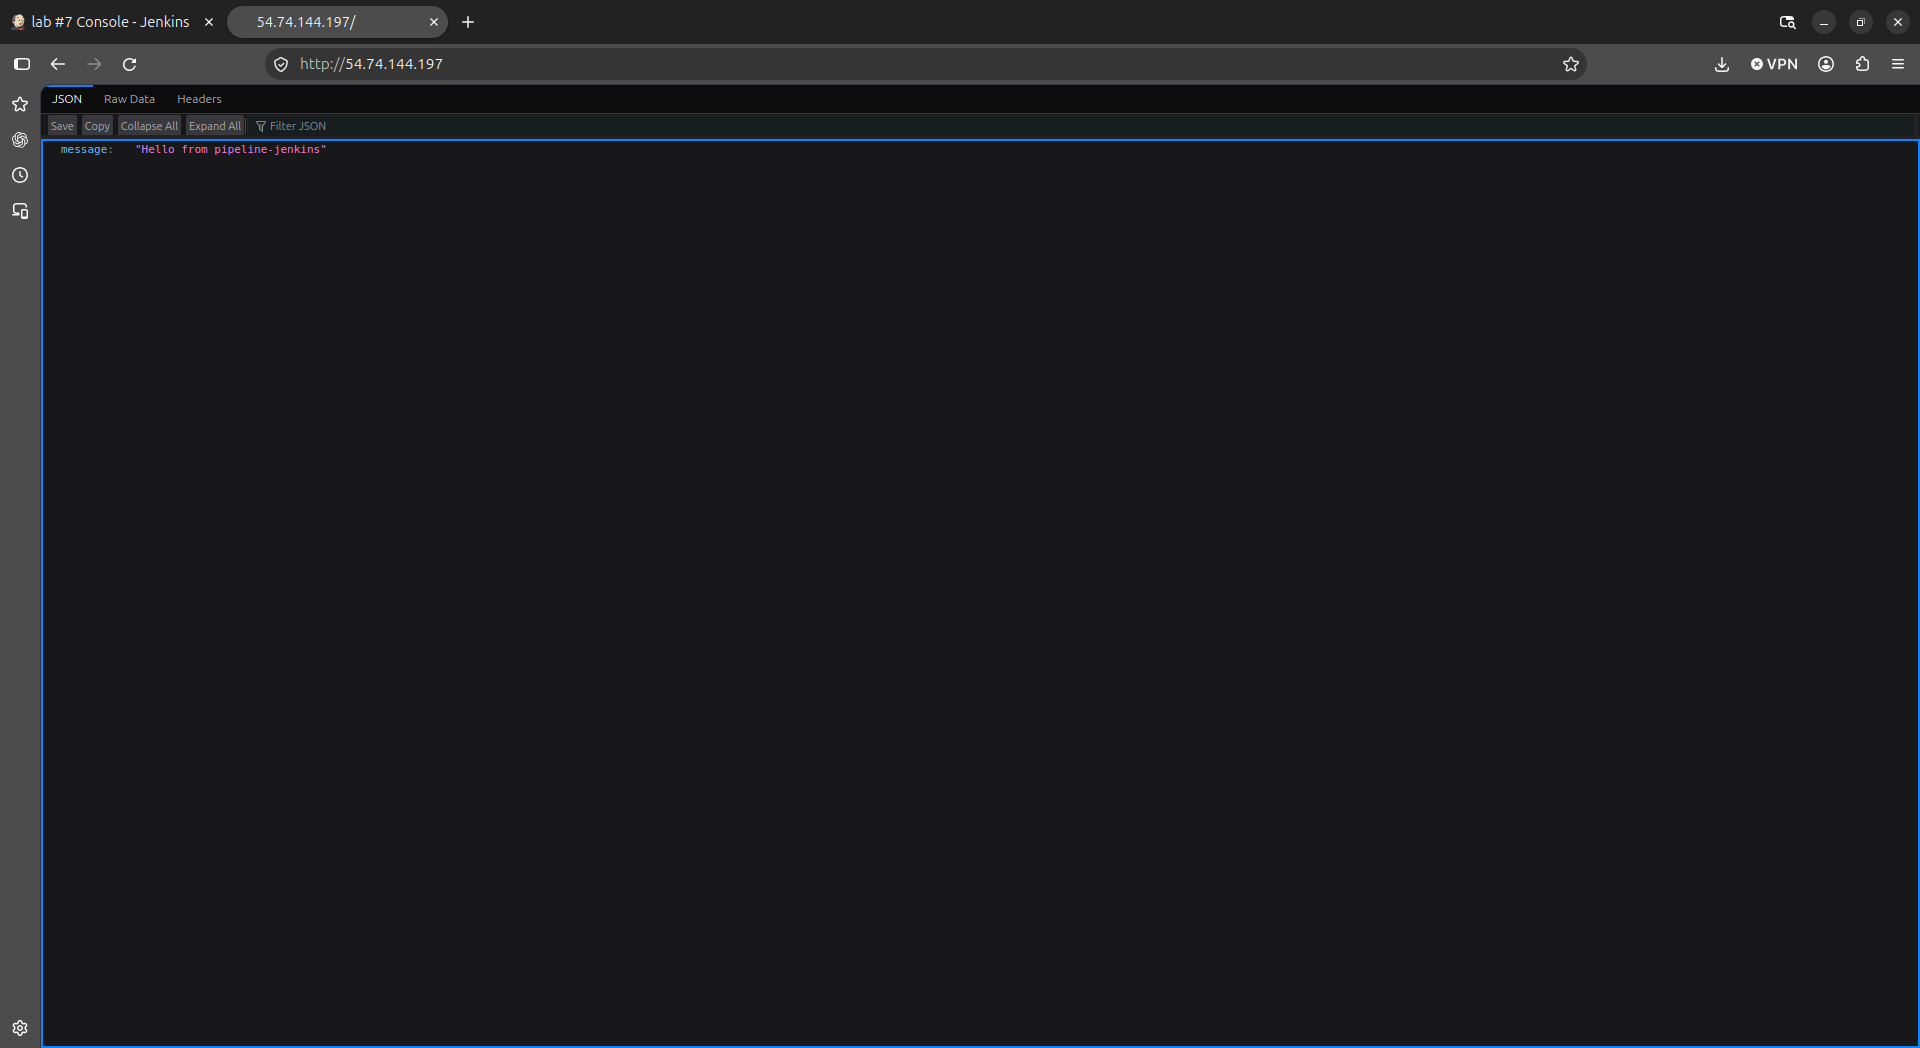 lab #7 Console - Jenkins
54.74.144.197/
http://54.74.144.197
VPN
JSON Raw Data Headers
Save Copy Collapse All Expand All Filter JSON
message: "Hello from pipeline-jenkins"